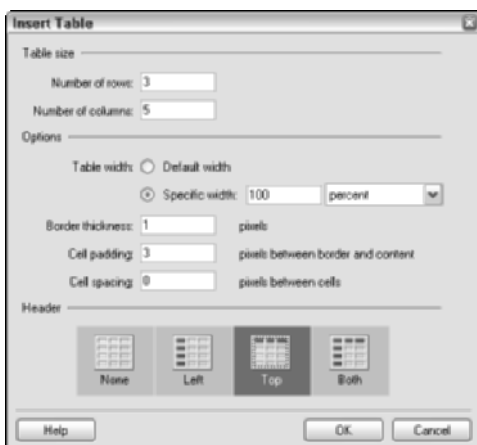 Insert Table
Table size
Number of rows: 3
Number of columns: 5
Options
Table width: Default width
Specific width: 100 percent
Border thickness: 1 pixels
Cell padding: 3 pixels between border and content
Cell spacing: 0 pixels between cells
Header
None Left Top Both
Help OK Cancel